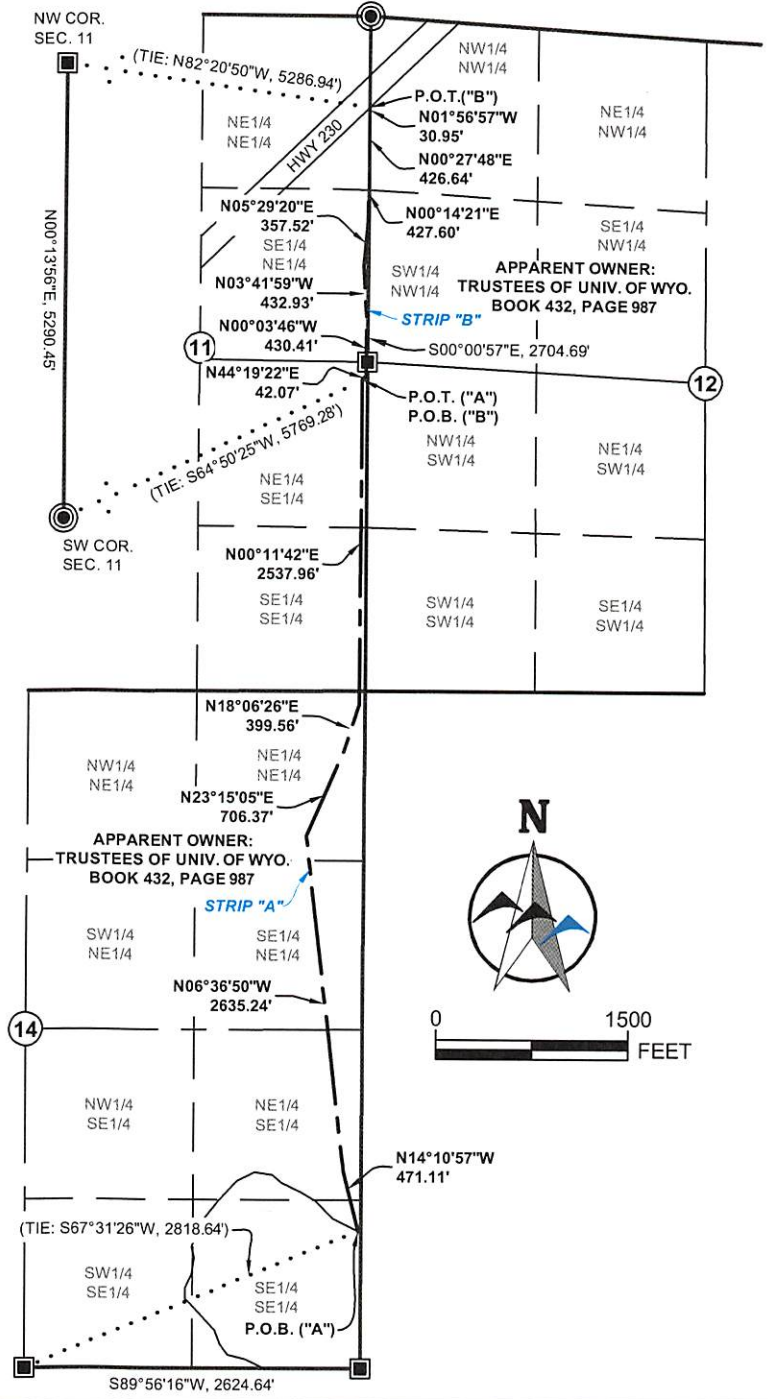 NW COR.
SEC. 11
(TIE: N82°20'50"W, 5286.94')
NW1/4
NW1/4
P.O.T.("B")
N01°56'57"W
30.95'
NE1/4
NE1/4
HWY 230
NE1/4
NW1/4
N00°27'48"E
426.64'
N05°29'20"E
357.52'
N00°14'21"E
427.60'
SE1/4
NW1/4
SE1/4
NE1/4
N00°13'56"E, 5290.45'
SW1/4
NW1/4
APPARENT OWNER:
TRUSTEES OF UNIV. OF WYO.
BOOK 432, PAGE 987
N03°41'59"W
432.93'
STRIP "B"
N00°03'46"W
430.41'
S00°00'57"E, 2704.69'
11
12
N44°19'22"E
42.07'
P.O.T. ("A")
P.O.B. ("B")
(TIE: S64°50'25"W, 5769.28')
NW1/4
SW1/4
NE1/4
SW1/4
NE1/4
SE1/4
SW COR.
SEC. 11
N00°11'42"E
2537.96'
SE1/4
SE1/4
SW1/4
SW1/4
SE1/4
SW1/4
N18°06'26"E
399.56'
NW1/4
NE1/4
NE1/4
NE1/4
N23°15'05"E
706.37'
N
APPARENT OWNER:
TRUSTEES OF UNIV. OF WYO.
BOOK 432, PAGE 987
STRIP "A"
SW1/4
NE1/4
SE1/4
NE1/4
N06°36'50"W
2635.24'
14
0 1500
FEET
NW1/4
SE1/4
NE1/4
SE1/4
N14°10'57"W
471.11'
(TIE: S67°31'26"W, 2818.64')
SW1/4
SE1/4
SE1/4
SE1/4
P.O.B. ("A")
S89°56'16"W, 2624.64'